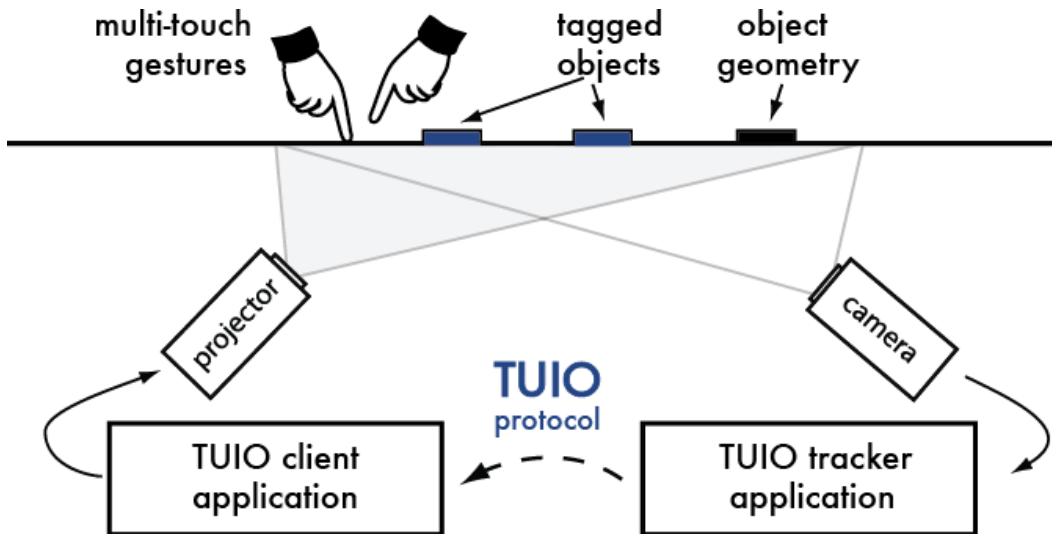 multi-touch
gestures
tagged
objects
object
geometry
projector
camera
TUIO
protocol
TUIO client
application
TUIO tracker
application